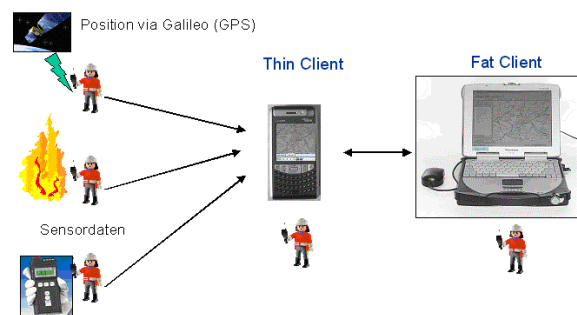 Position via Galileo (GPS)
Thin Client
Fat Client
Sensordaten